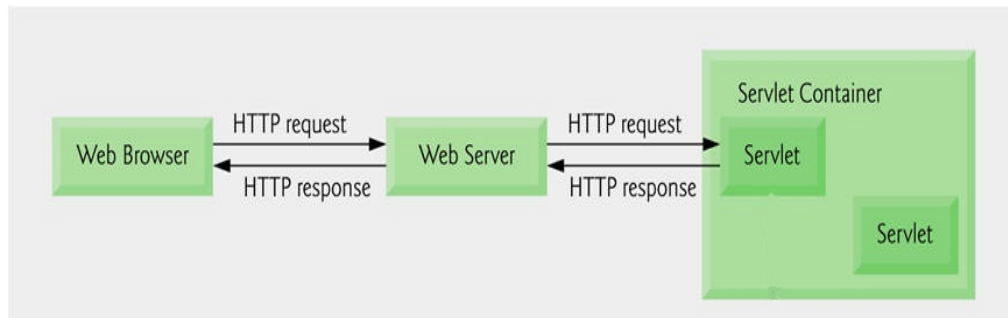 Servlet Container
HTTP request
HTTP request
Web Browser
Web Server
Servlet
HTTP response
HTTP response
Servlet